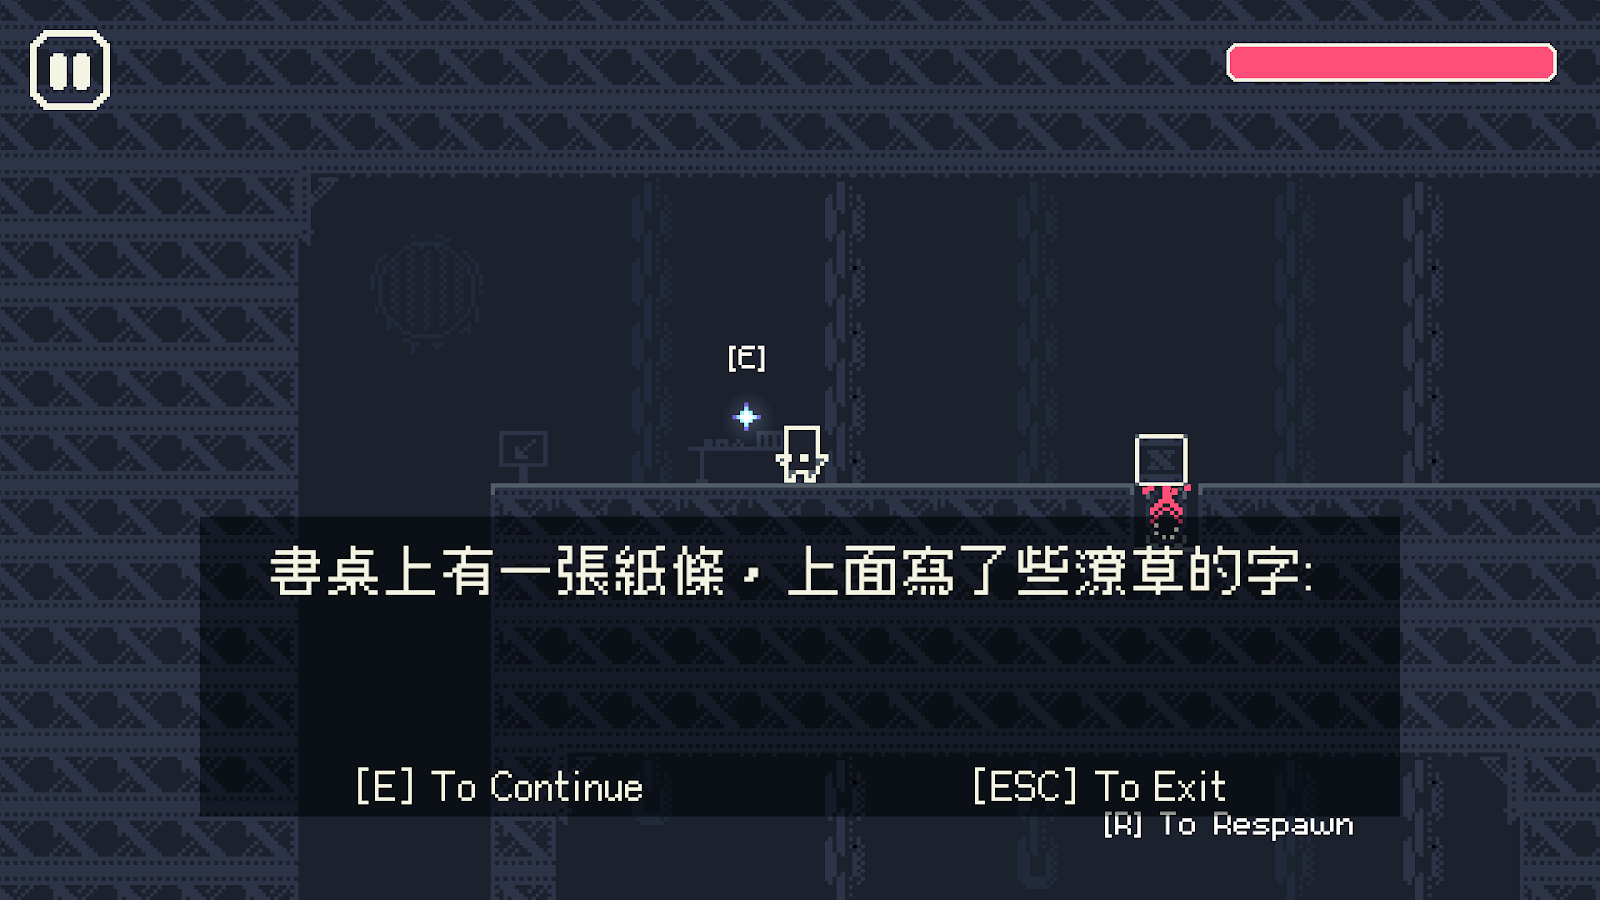 [E]
書桌上有一張紙條，上面寫了些潦草的字:
[E] To Continue
[ESC] To Exit
[R] To Respawn